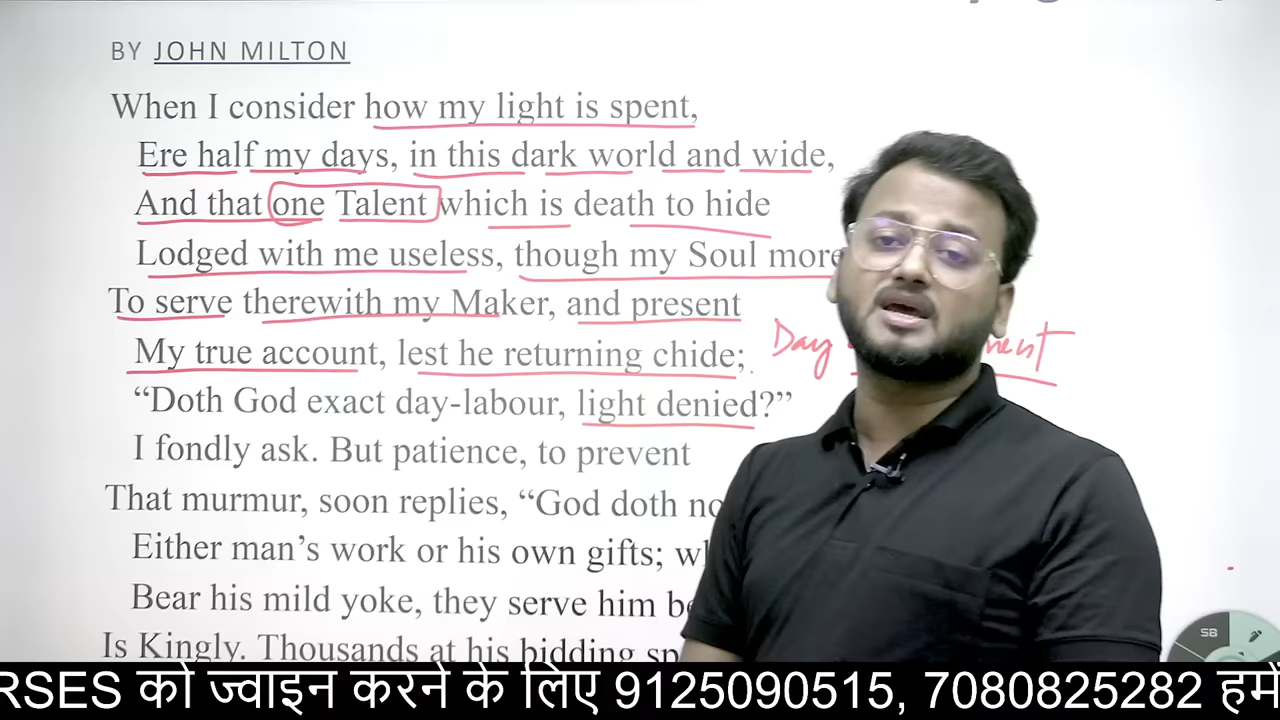 BY JOHN MILTON
When I consider how my light is spent,
Ere half my days, in this dark world and wide,
And that one Talent which is death to hide
Lodged with me useless, though my Soul more
To serve therewith my Maker, and present
My true account, lest he returning chide;
Day
“Doth God exact day-labour, light denied?”
I fondly ask. But patience, to prevent
That murmur, soon replies, “God doth
Either man’s work or his own gifts;
Bear his mild yoke, they serve him
Is Kingly. Thousands at his bidding
SB
RSES को ज्वाइन करने के लिए 9125090515, 7080825282 हमें